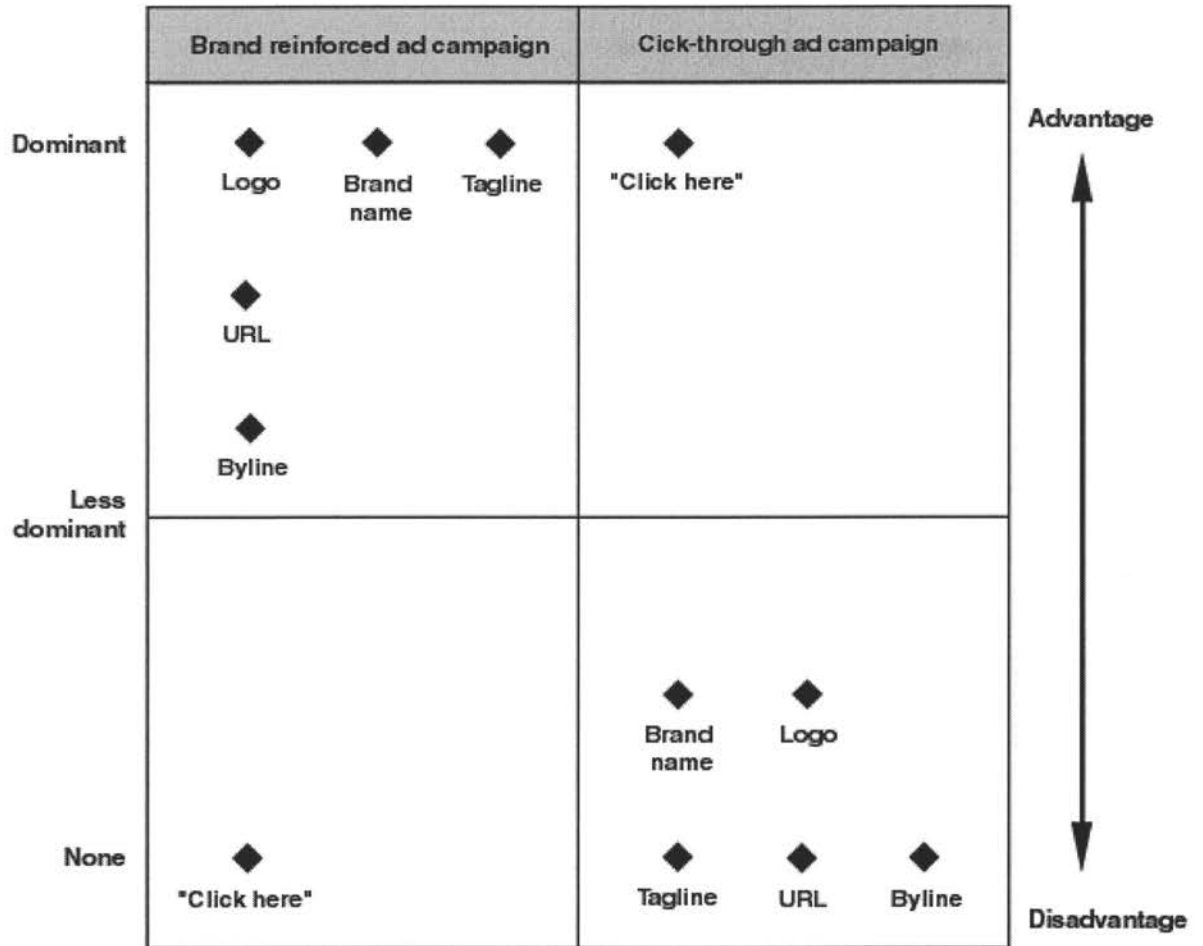 Brand reinforced ad campaign
Cick-through ad campaign
Advantage
Dominant
Logo
Brand
name
Tagline
"Click here"
URL
Byline
Less
dominant
Brand
name
Logo
None
"Click here"
Tagline
URL
Byline
Disadvantage